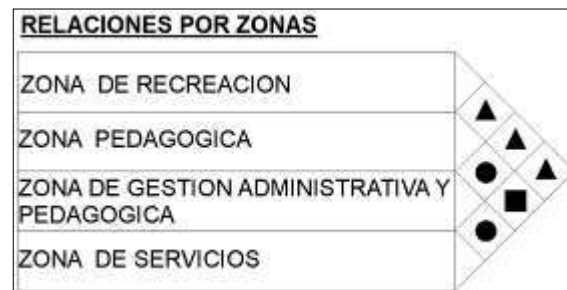 RELACIONES POR ZONAS
ZONA DE RECREACION
ZONA PEDAGOGICA
ZONA DE GESTION ADMINISTRATIVA Y
PEDAGOGICA
ZONA DE SERVICIOS